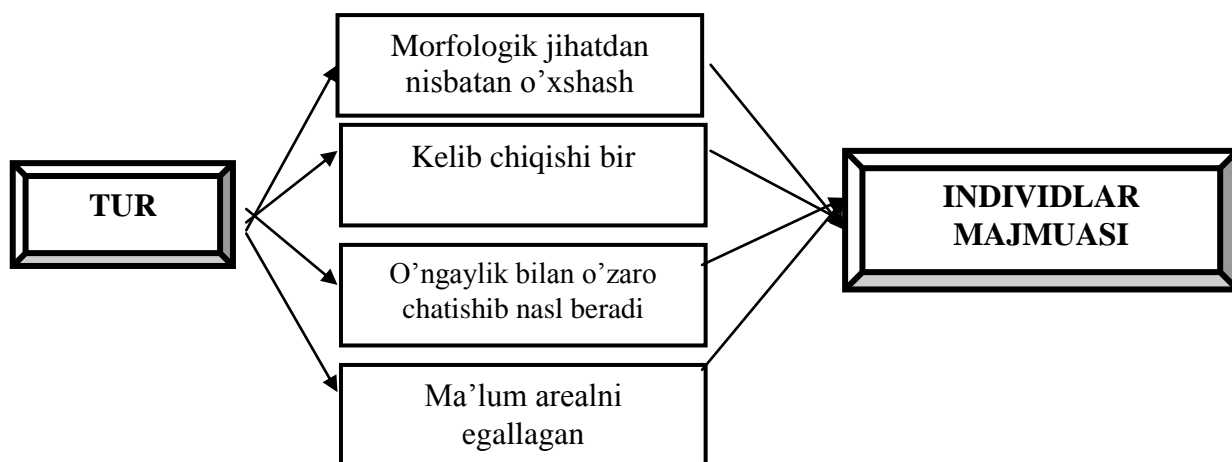 Morfologik jihatdan
nisbatan o’xshash
Kelib chiqishi bir
TUR
INDIVIDLAR
MAJMUASI
O’ngaylik bilan o’zaro
chatishib nasl beradi
Ma’lum arealni
egallagan